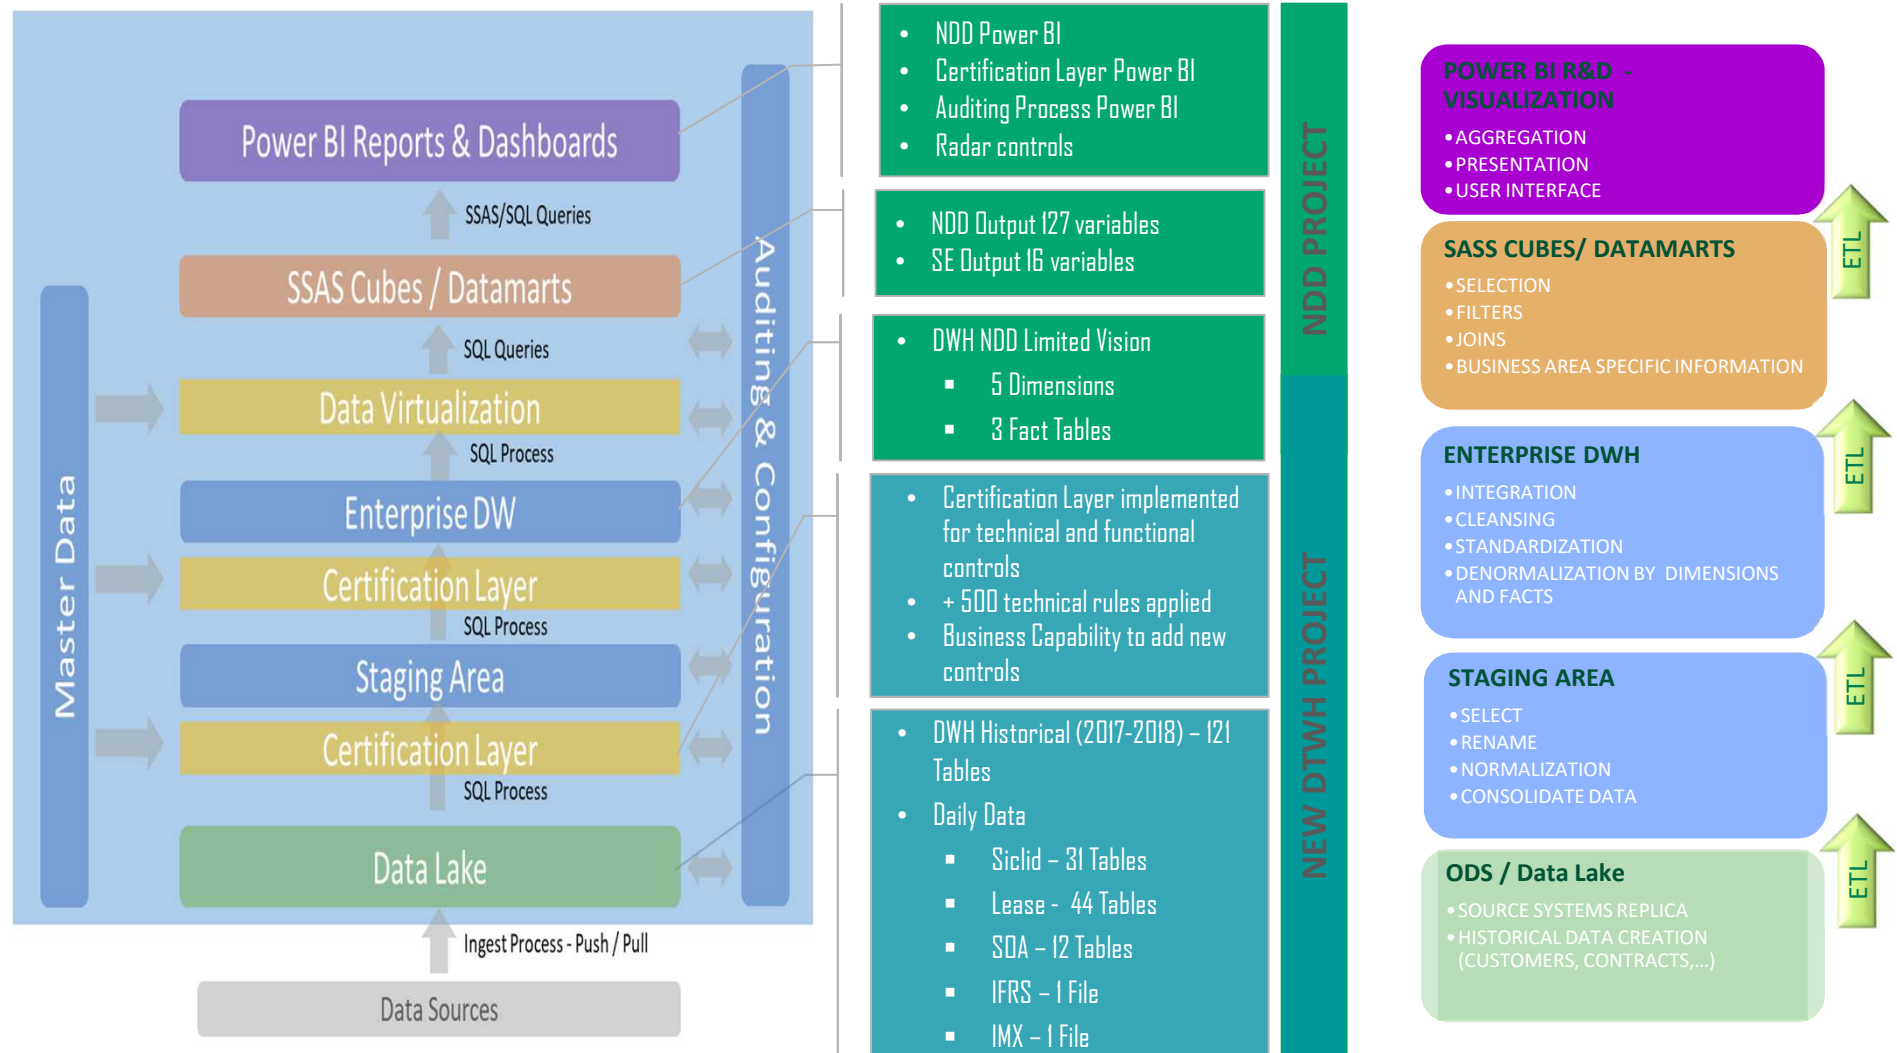 Power BI Reports & Dashboards
SSAS/SQL Queries
SSAS Cubes / Datamarts
SQL Queries
Data Virtualization
SQL Process
Enterprise DW
Certification Layer
SQL Process
Staging Area
Certification Layer
SQL Process
Data Lake
Ingest Process - Push / Pull
Data Sources
Master Data
Auditing & Configuration
• NDD Power BI
• Certification Layer Power BI
• Auditing Process Power BI
• Radar controls
• NDD Output 127 variables
• SE Output 16 variables
• DWH NDD Limited Vision
▪ 5 Dimensions
▪ 3 Fact Tables
• Certification Layer implemented
for technical and functional
controls
• + 500 technical rules applied
• Business Capability to add new
controls
• DWH Historical (2017-2018) – 121
Tables
• Daily Data
▪ Siclid – 31 Tables
▪ Lease - 44 Tables
▪ SOA – 12 Tables
▪ IFRS – 1 File
▪ IMX – 1 File
NDD PROJECT
NEW DTWH PROJECT
POWER BI R&D -
VISUALIZATION
• AGGREGATION
• PRESENTATION
• USER INTERFACE
ETL
SASS CUBES/ DATAMARTS
• SELECTION
• FILTERS
• JOINS
• BUSINESS AREA SPECIFIC INFORMATION
ETL
ENTERPRISE DWH
• INTEGRATION
• CLEANSING
• STANDARDIZATION
• DENORMALIZATION BY DIMENSIONS
AND FACTS
ETL
STAGING AREA
• SELECT
• RENAME
• NORMALIZATION
• CONSOLIDATE DATA
ETL
ODS / Data Lake
• SOURCE SYSTEMS REPLICA
• HISTORICAL DATA CREATION
(CUSTOMERS, CONTRACTS,...)